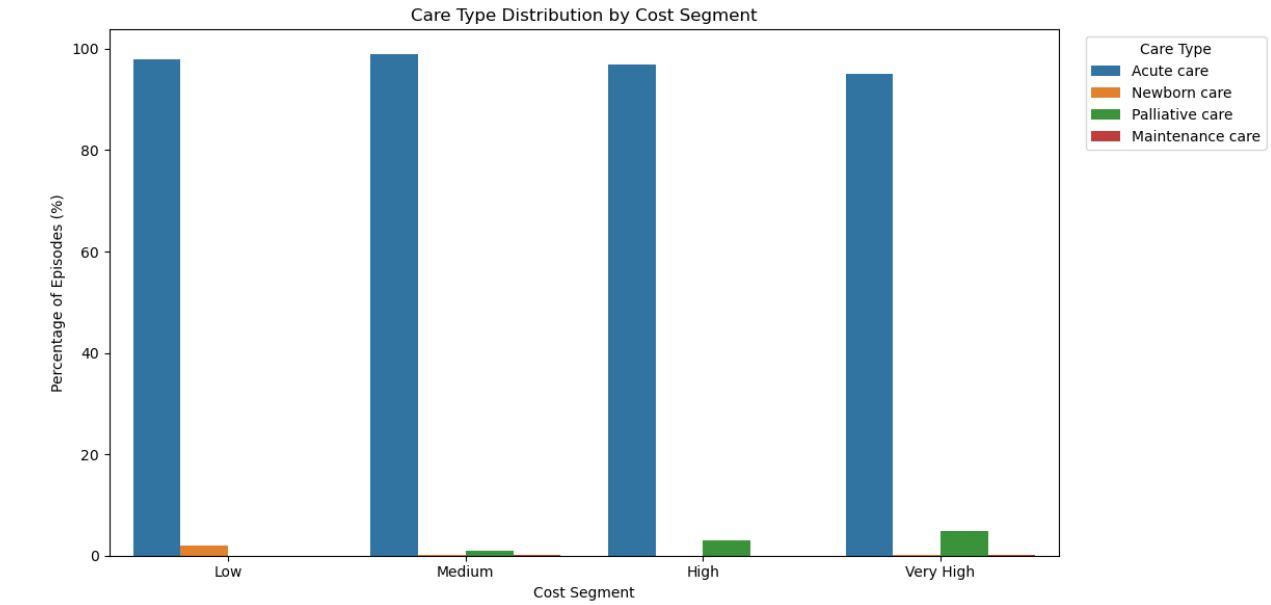 Care Type Distribution by Cost Segment
Care Type
Acute care
Newborn care
Palliative care
Maintenance care
Percentage of Episodes (%)
100
80
60
40
20
0
Low Medium High Very High
Cost Segment